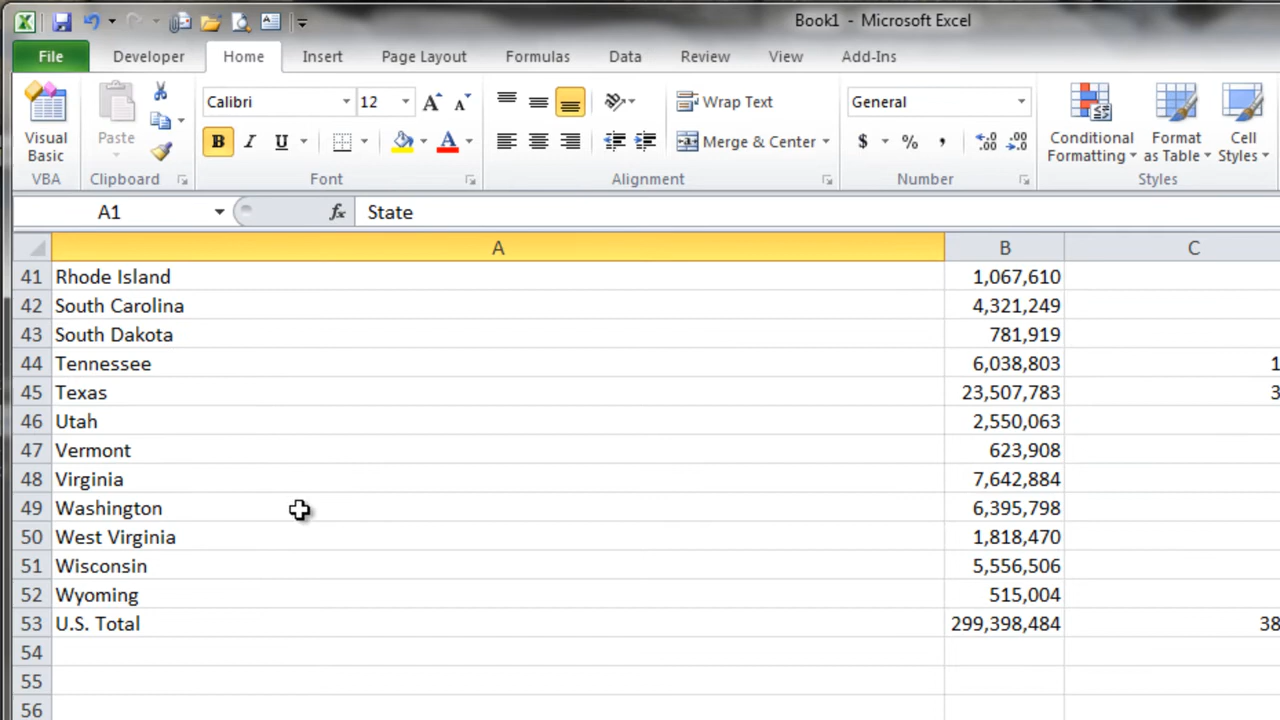 Book1 - Microsoft Excel
File Developer Home Insert Page Layout Formulas Data Review View Add-Ins
Calibri 12 Wrap Text General
Visual Basic Paste B I U Merge & Center $ % , .00 .00 Conditional Formatting Format as Table Cell Styles
VBA Clipboard Font Alignment Number Styles
A1 fx State
A B C
41 Rhode Island 1,067,610
42 South Carolina 4,321,249
43 South Dakota 781,919
44 Tennessee 6,038,803 1
45 Texas 23,507,783 3
46 Utah 2,550,063
47 Vermont 623,908
48 Virginia 7,642,884
49 Washington 6,395,798
50 West Virginia 1,818,470
51 Wisconsin 5,556,506
52 Wyoming 515,004
53 U.S. Total 299,398,484 38
54
55
56